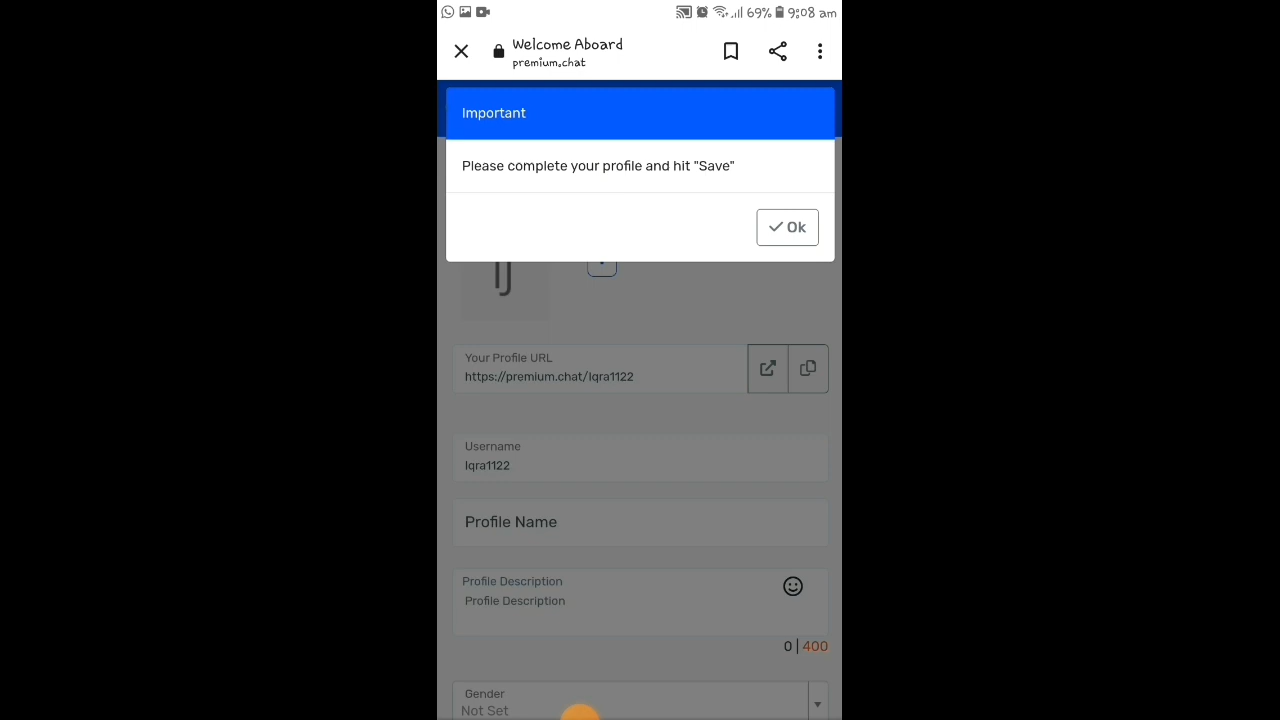 69% 9:08 am
Welcome Aboard
premium.chat
Important
Please complete your profile and hit "Save"
Ok
IJ
Your Profile URL
https://premium.chat/Iqra1122
Username
Iqra1122
Profile Name
Profile Description
Profile Description
0 | 400
Gender
Not Set